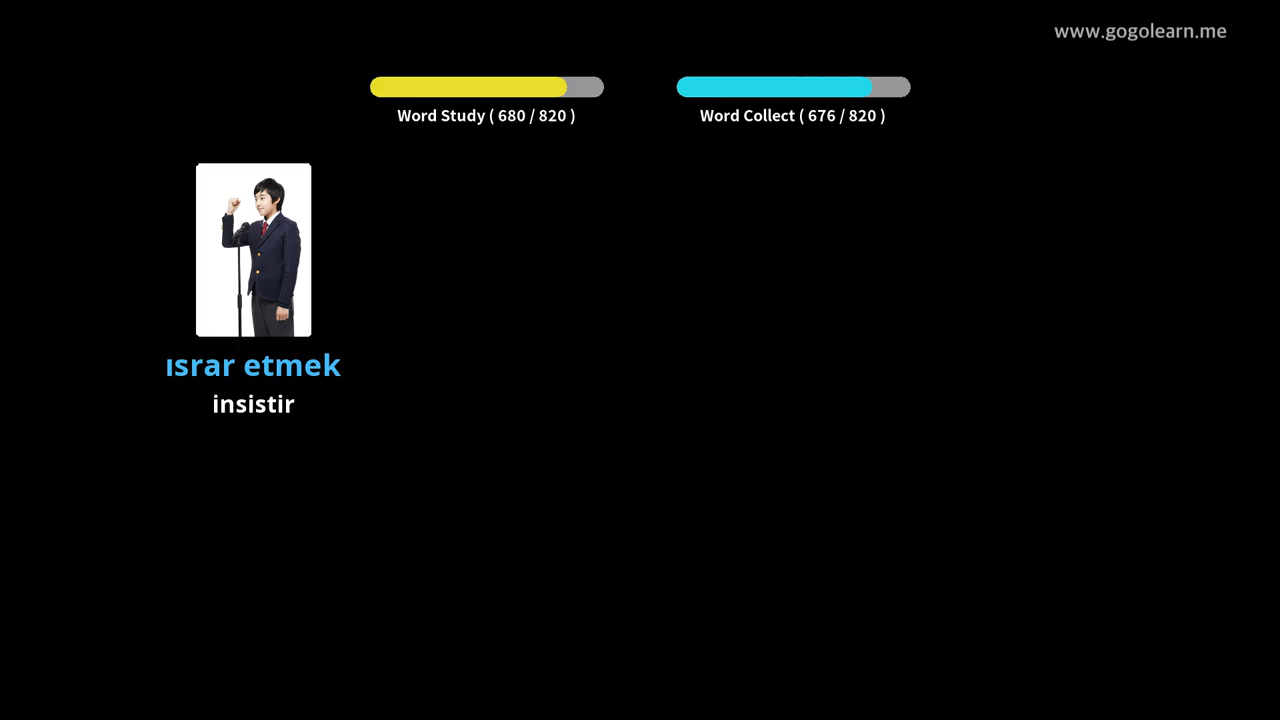 www.gogolearn.me
Word Study ( 680 / 820 )
Word Collect ( 676 / 820 )
ısrar etmek
insistir